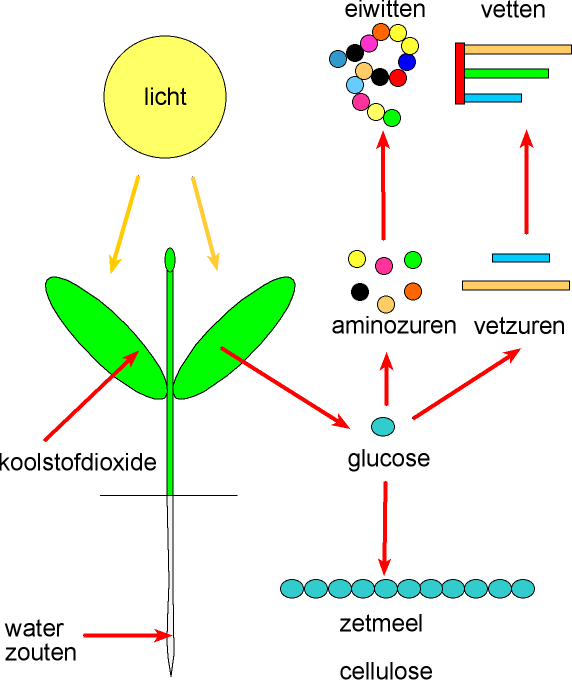 eiwitten
vetten
licht
aminozuren
vetzuren
koolstofdioxide
glucose
water
zouten
zetmeel
cellulose